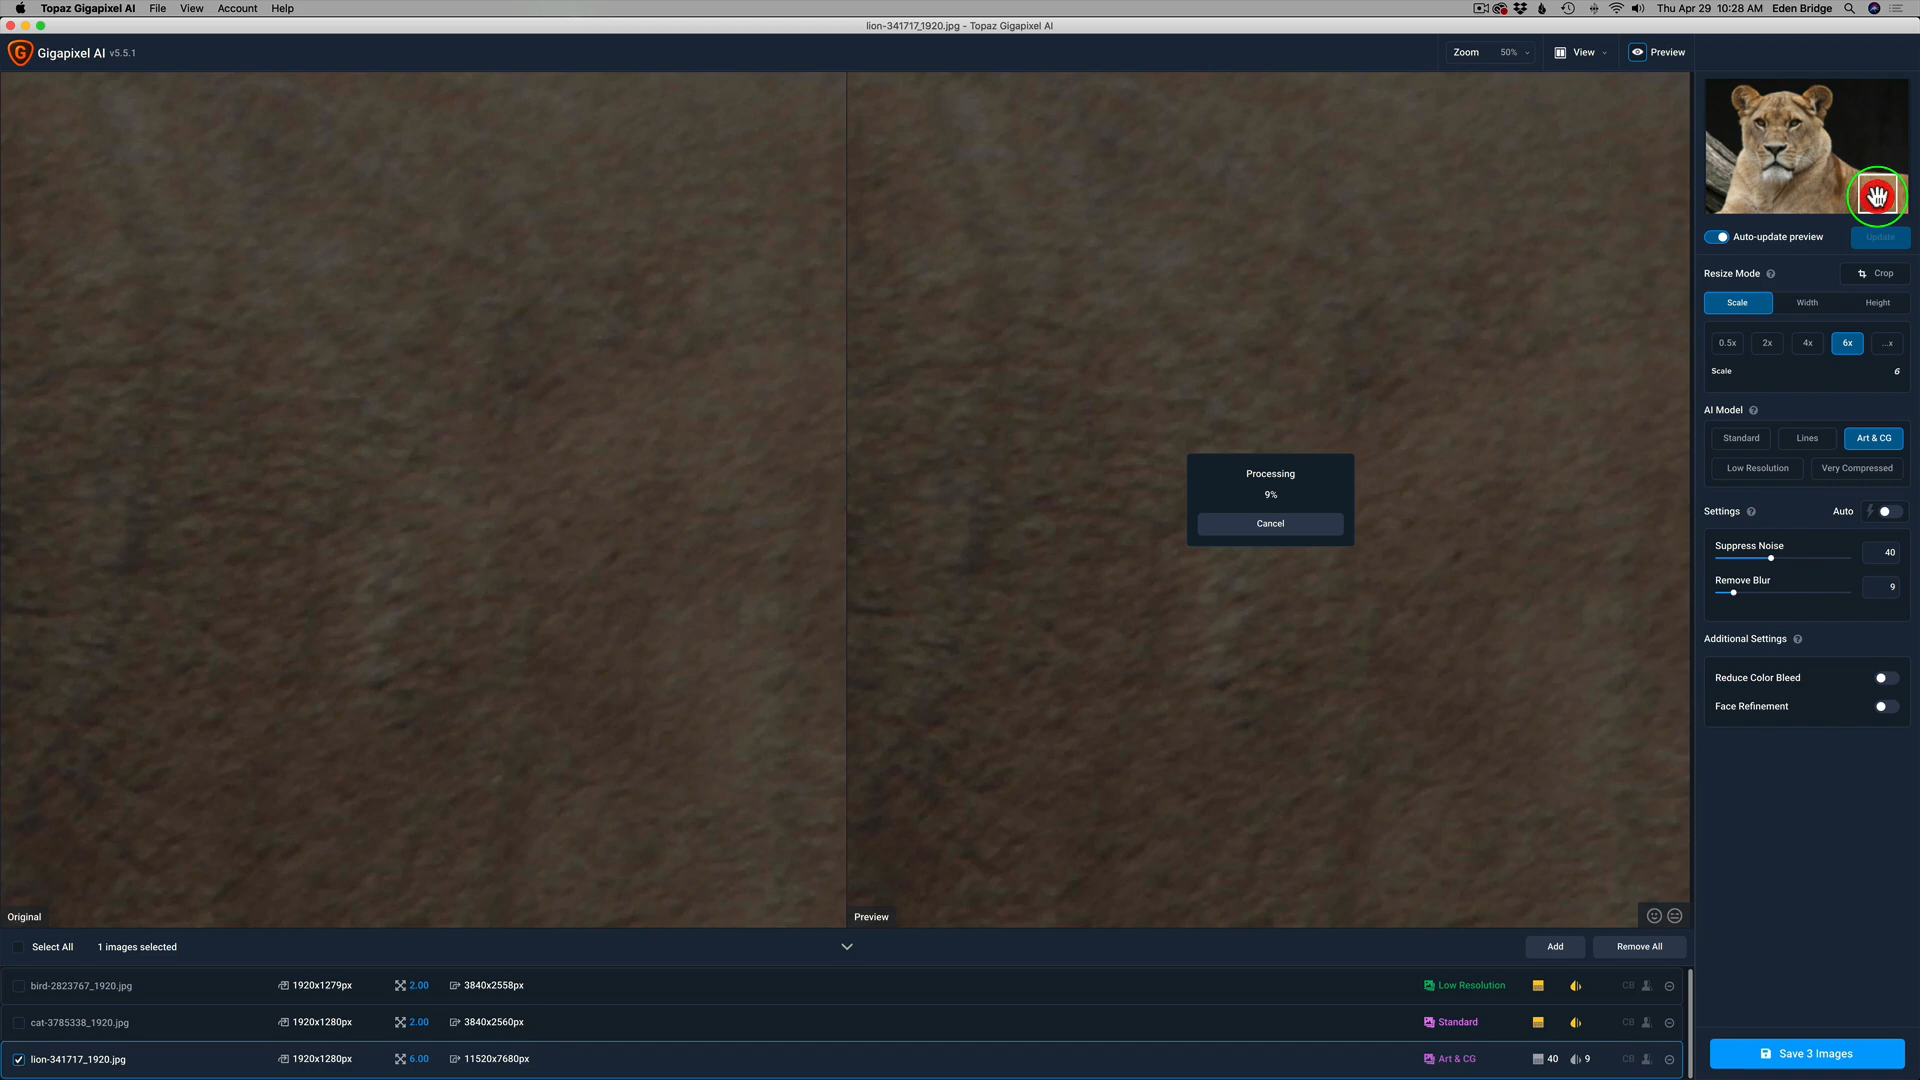 Topaz Gigapixel AI File View Account Help Thu Apr 29 10:28 AM Eden Bridge
lion-341717_1920.jpg - Topaz Gigapixel AI
Gigapixel AI v5.5.1 Zoom 50% View Preview
Auto-update preview Update
Resize Mode Crop
Scale Width Height
0.5x 2x 4x 6x ...x
Scale 6
AI Model
Standard Lines Art & CG
Low Resolution Very Compressed
Processing
9%
Cancel
Settings Auto
Suppress Noise 40
Remove Blur 9
Additional Settings
Reduce Color Bleed
Face Refinement
Original Preview
Select All 1 images selected Add Remove All
bird-2823767_1920.jpg 1920x1279px 2.00 3840x2558px Low Resolution CB
cat-3785338_1920.jpg 1920x1280px 2.00 3840x2560px Standard CB
lion-341717_1920.jpg 1920x1280px 6.00 11520x7680px Art & CG 40 9 CB
Save 3 Images